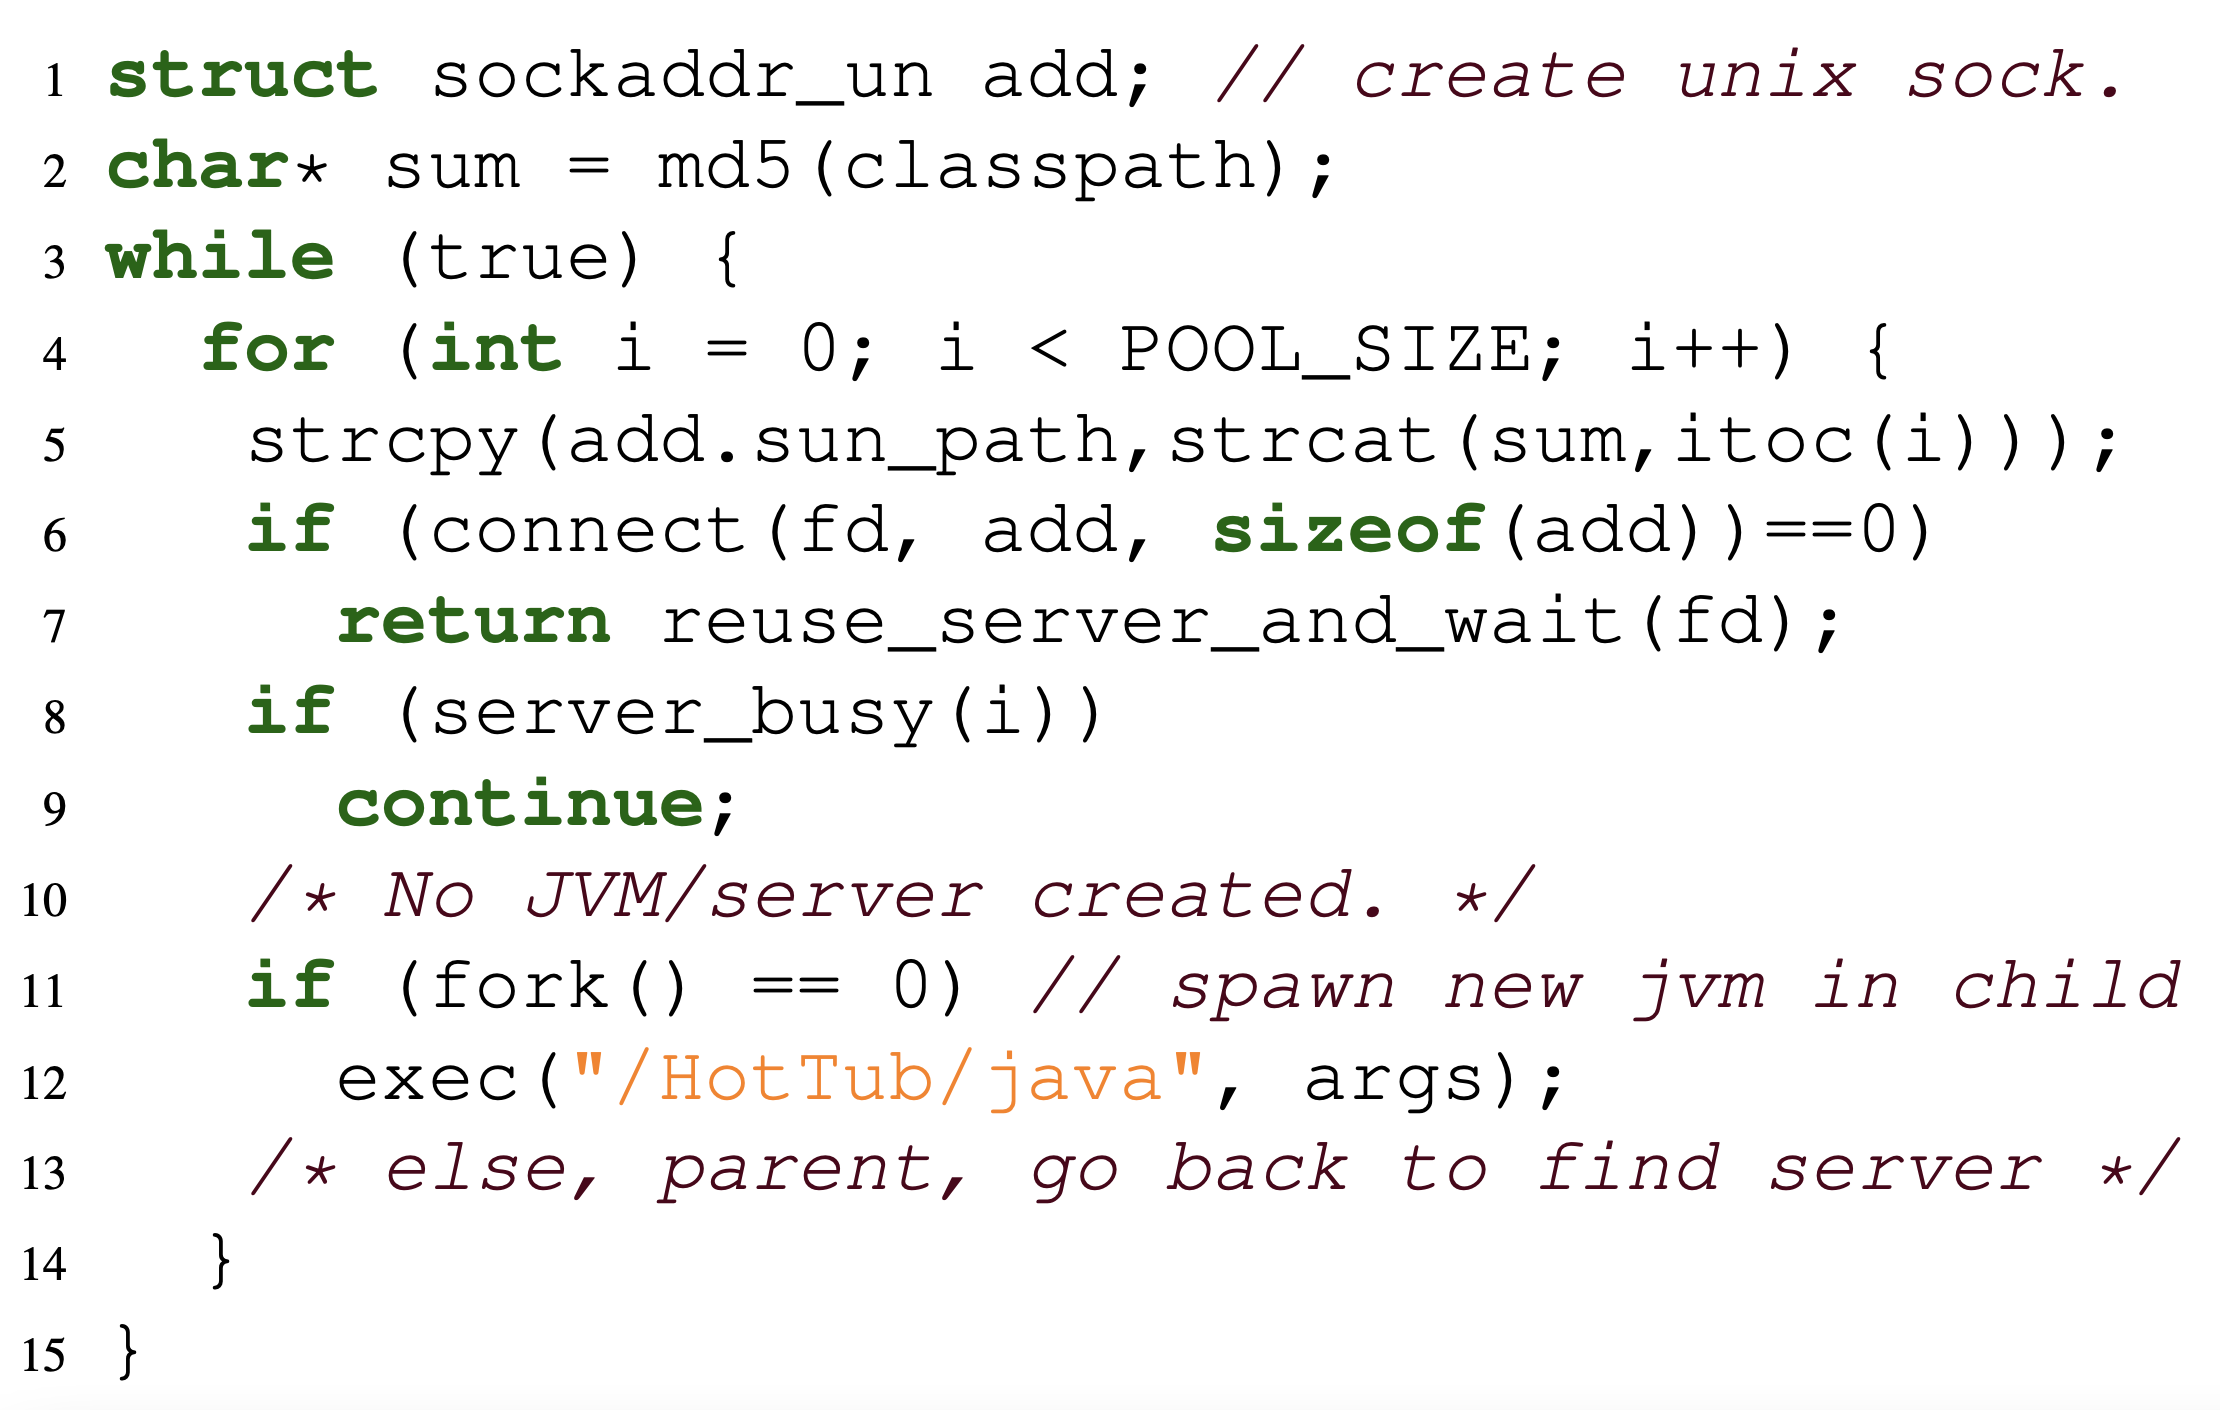 1 struct sockaddr_un add; // create unix sock.
2 char* sum = md5(classpath);
3 while (true) {
4   for (int i = 0; i < POOL_SIZE; i++) {
5    strcpy(add.sun_path,strcat(sum,itoc(i)));
6    if (connect(fd, add, sizeof(add))==0)
7      return reuse_server_and_wait(fd);
8    if (server_busy(i))
9      continue;
10    /* No JVM/server created. */
11    if (fork() == 0) // spawn new jvm in child
12      exec("/HotTub/java", args);
13    /* else, parent, go back to find server */
14   }
15 }